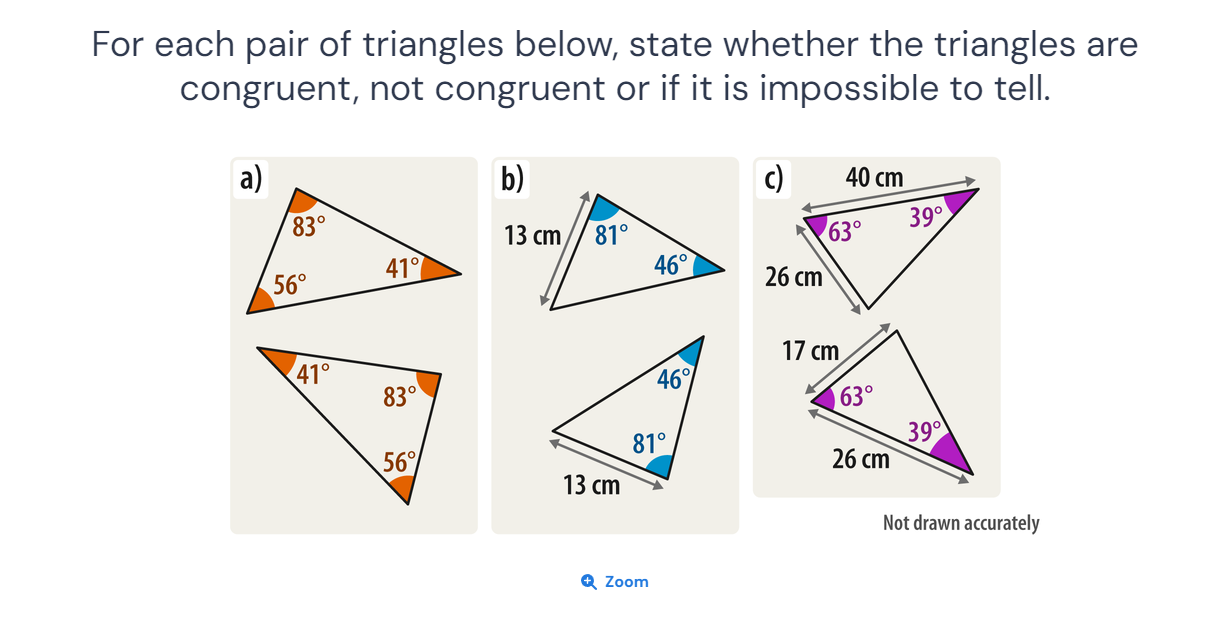 For each pair of triangles below, state whether the triangles are
congruent, not congruent or if it is impossible to tell.
a)
83°
41°
56°
41°
83°
56°
b)
13 cm
81°
46°
46°
81°
13 cm
c)
40 cm
39°
63°
26 cm
17 cm
63°
39°
26 cm
Not drawn accurately
Zoom